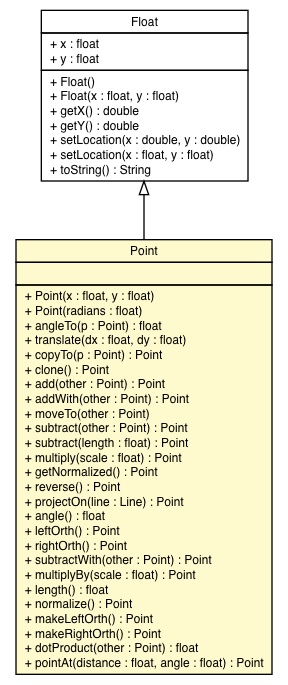 Float
+ x : float
+ y : float
+ Float()
+ Float(x : float, y : float)
+ getX() : double
+ getY() : double
+ setLocation(x : double, y : double)
+ setLocation(x : float, y : float)
+ toString() : String
Point
+ Point(x : float, y : float)
+ Point(radians : float)
+ angleTo(p : Point) : float
+ translate(dx : float, dy : float)
+ copyTo(p : Point) : Point
+ clone() : Point
+ add(other : Point) : Point
+ addWith(other : Point) : Point
+ moveTo(other : Point)
+ subtract(other : Point) : Point
+ subtract(length : float) : Point
+ multiply(scale : float) : Point
+ getNormalized() : Point
+ reverse() : Point
+ projectOn(line : Line) : Point
+ angle() : float
+ leftOrth() : Point
+ rightOrth() : Point
+ subtractWith(other : Point) : Point
+ multiplyBy(scale : float) : Point
+ length() : float
+ normalize() : Point
+ makeLeftOrth() : Point
+ makeRightOrth() : Point
+ dotProduct(other : Point) : float
+ pointAt(distance : float, angle : float) : Point